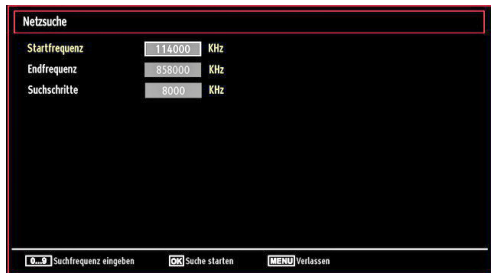 Netzsuche
Startfrequenz 114000 KHz
Endfrequenz 858000 KHz
Suchschritte 8000 KHz
0...9 Suchfrequenz eingeben OK Suche starten MENU Verlassen